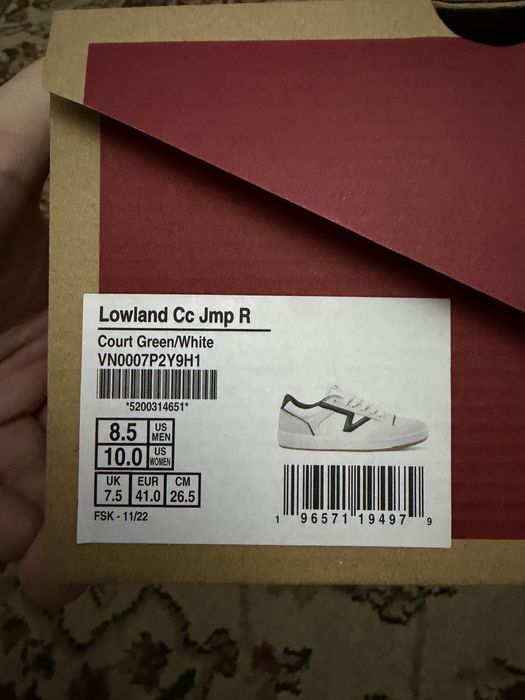 Lowland Cc Jmp R
Court Green/White
VN0007P2Y9H1
*5200314651*
8.5 US MEN
10.0 US WOMEN
UK EUR CM
7.5 41.0 26.5
FSK - 11/22
1 96571 19497 9